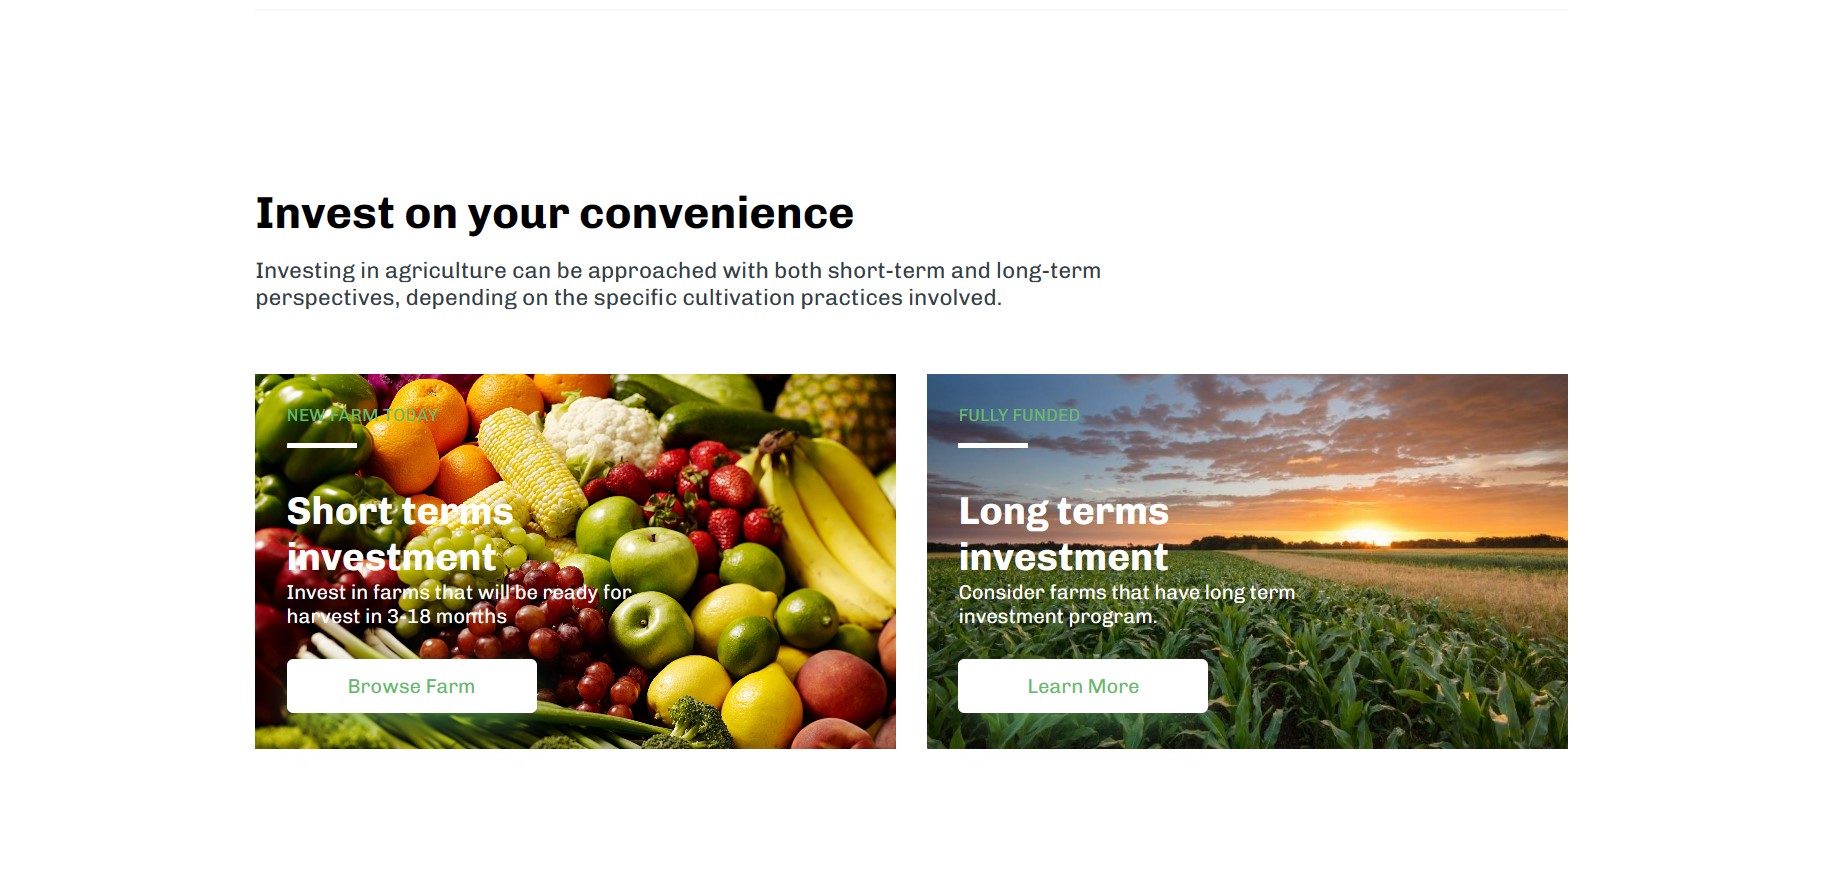 Invest on your convenience
Investing in agriculture can be approached with both short-term and long-term
perspectives, depending on the specific cultivation practices involved.
NEW FARM TODAY
Short terms
investment
Invest in farms that will be ready for
harvest in 3-18 months
Browse Farm
FULLY FUNDED
Long terms
investment
Consider farms that have long term
investment program.
Learn More